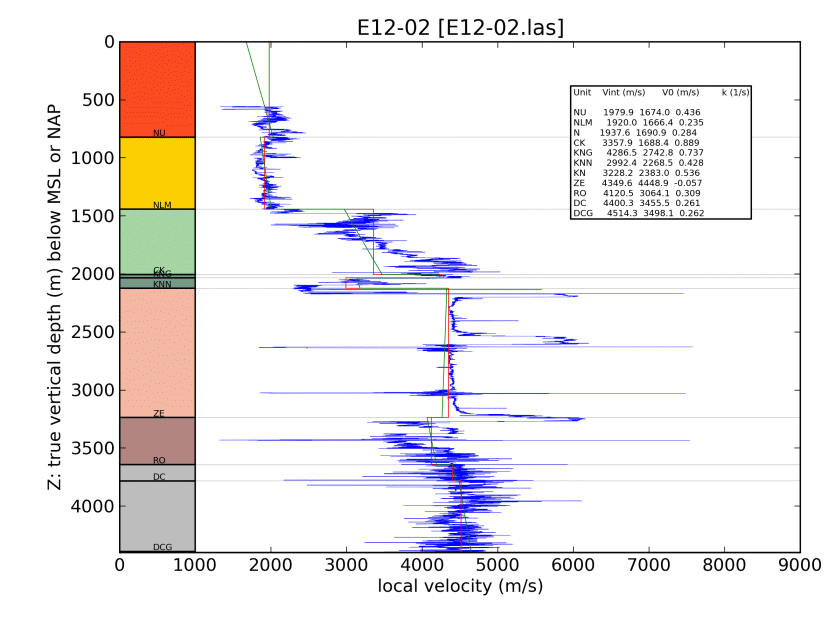 E12-02 [E12-02.las]
Z: true vertical depth (m) below MSL or NAP
0
500
1000
1500
2000
2500
3000
3500
4000
NU
NLM
CK
KNG
KNN
ZE
RO
DC
DCG
Unit Vint (m/s) V0 (m/s) k (1/s)
NU 1979.9 1674.0 0.436
NLM 1920.0 1666.4 0.235
N 1937.6 1690.9 0.284
CK 3357.9 1688.4 0.889
KNG 4286.5 2742.8 0.737
KNN 2992.4 2268.5 0.428
KN 3228.2 2383.0 0.536
ZE 4349.6 4448.9 -0.057
RO 4120.5 3064.1 0.309
DC 4400.3 3455.5 0.261
DCG 4514.3 3498.1 0.262
0 1000 2000 3000 4000 5000 6000 7000 8000 9000
local velocity (m/s)